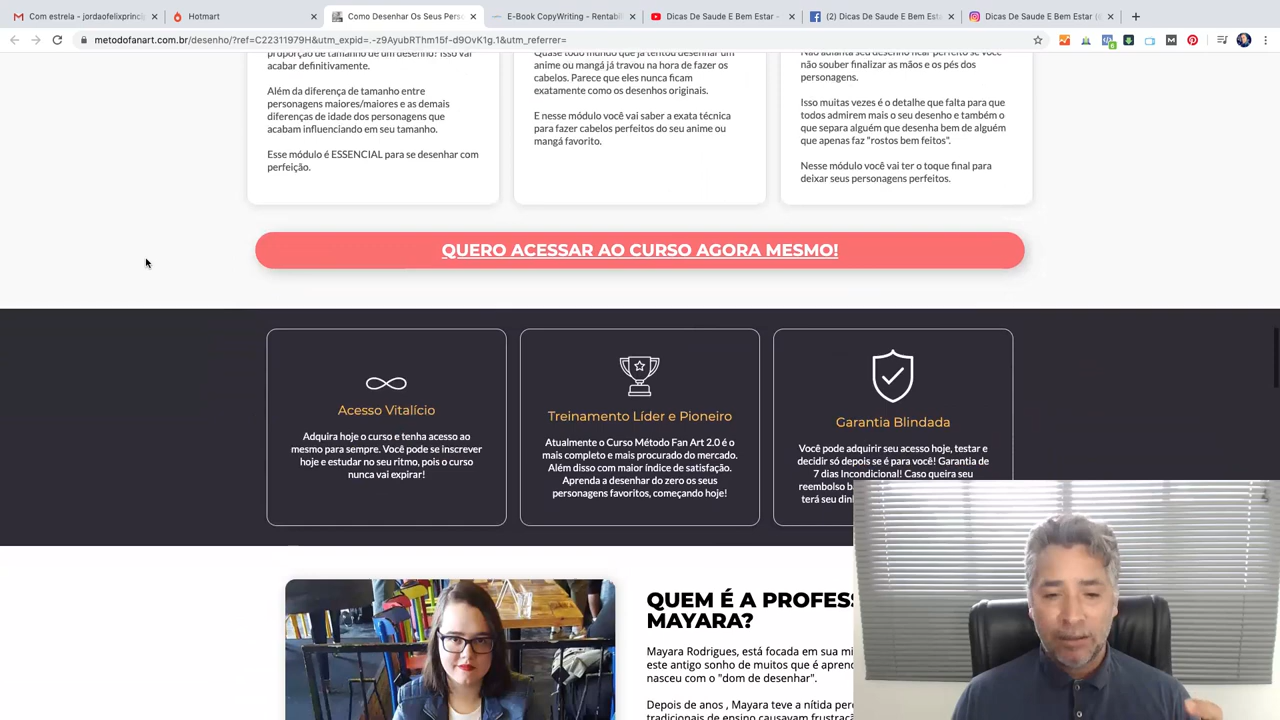 Com estrela - jordaofelixprinci
Hotmart
Como Desenhar Os Seus Pers
E-Book CopyWriting - Rentabili
Dicas De Saude E Bem Estar -
(2) Dicas De Saude E Bem Estar
Dicas De Saude E Bem Estar (
metodofanart.com.br/desenho/?ref=C22311979H&utm_expid=.-z9AyubRThm15f-d9OvK1g.1&utm_referrer=
proporção de tamanho de um desenho? Isso vai
acabar definitivamente.
Além da diferença de tamanho entre
personagens maiores/maiores e as demais
diferenças de idade dos personagens que
acabam influenciando em seu tamanho.
Esse módulo é ESSENCIAL para se desenhar com
perfeição.
Quase todo mundo que já tentou desenhar um
anime ou mangá já travou na hora de fazer os
cabelos. Parece que eles nunca ficam
exatamente como os desenhos originais.
E nesse módulo você vai saber a exata técnica
para fazer cabelos perfeitos do seu anime ou
mangá favorito.
Não adianta seu desenho ficar perfeito se você
não souber finalizar as mãos e os pés dos
personagens.
Isso muitas vezes é o detalhe que falta para que
todos admirem mais o seu desenho e também o
que separa alguém que desenha bem de alguém
que apenas faz "rostos bem feitos".
Nesse módulo você vai ter o toque final para
deixar seus personagens perfeitos.
QUERO ACESSAR AO CURSO AGORA MESMO!
Acesso Vitalício
Adquira hoje o curso e tenha acesso ao
mesmo para sempre. Você pode se inscrever
hoje e estudar no seu ritmo, pois o curso
nunca vai expirar!
Treinamento Líder e Pioneiro
Atualmente o Curso Método Fan Art 2.0 é o
mais completo e mais procurado do mercado.
Além disso com maior índice de satisfação.
Aprenda a desenhar do zero os seus
personagens favoritos, começando hoje!
Garantia Blindada
Você pode adquirir seu acesso hoje, testar e
decidir só depois se é para você! Garantia de
7 dias Incondicional! Caso queira seu
reembolso b
terá seu din
QUEM É A PROFES
MAYARA?
Mayara Rodrigues, está focada em sua mi
este antigo sonho de muitos que é apren
nasceu com o "dom de desenhar".
Depois de anos , Mayara teve a nítida per
tradicionais de ensino causavam frustraçã